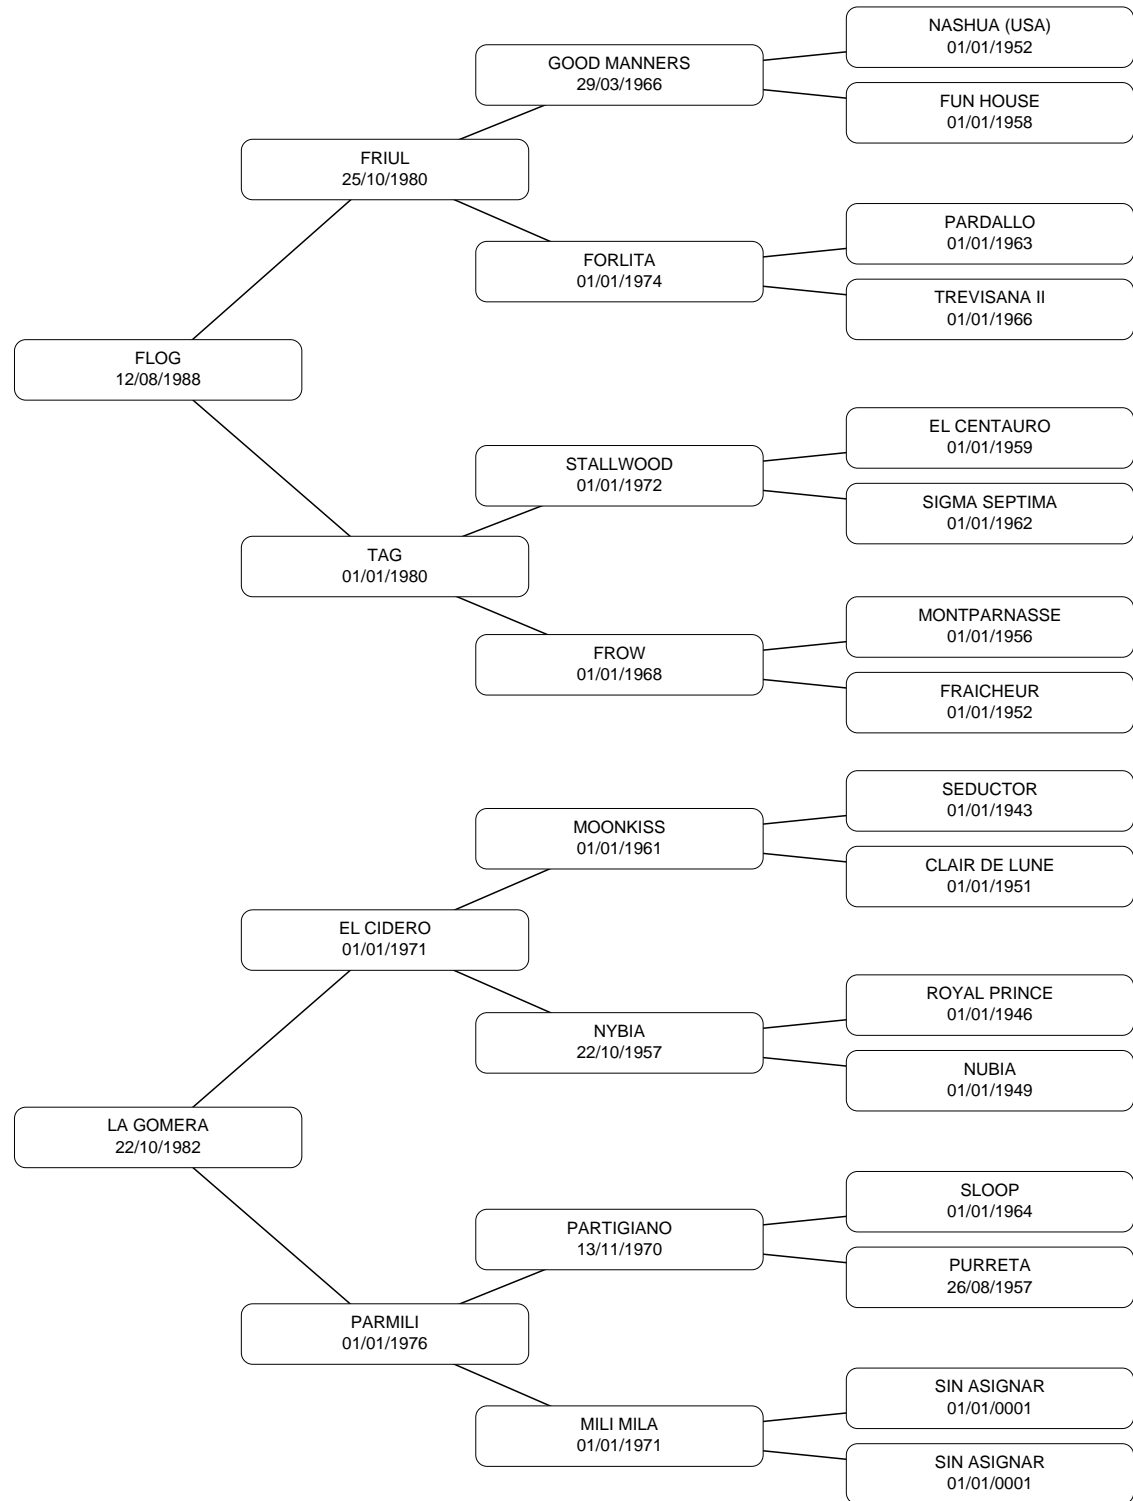 NASHUA (USA)
01/01/1952
GOOD MANNERS
29/03/1966
FUN HOUSE
01/01/1958
FRIUL
25/10/1980
PARDALLO
01/01/1963
FORLITA
01/01/1974
TREVISANA II
01/01/1966
FLOG
12/08/1988
EL CENTAURO
01/01/1959
STALLWOOD
01/01/1972
SIGMA SEPTIMA
01/01/1962
TAG
01/01/1980
MONTPARNASSE
01/01/1956
FROW
01/01/1968
FRAICHEUR
01/01/1952
SEDUCTOR
01/01/1943
MOONKISS
01/01/1961
CLAIR DE LUNE
01/01/1951
EL CIDERO
01/01/1971
ROYAL PRINCE
01/01/1946
NYBIA
22/10/1957
NUBIA
01/01/1949
LA GOMERA
22/10/1982
SLOOP
01/01/1964
PARTIGIANO
13/11/1970
PURRETA
26/08/1957
PARMILI
01/01/1976
SIN ASIGNAR
01/01/0001
MILI MILA
01/01/1971
SIN ASIGNAR
01/01/0001